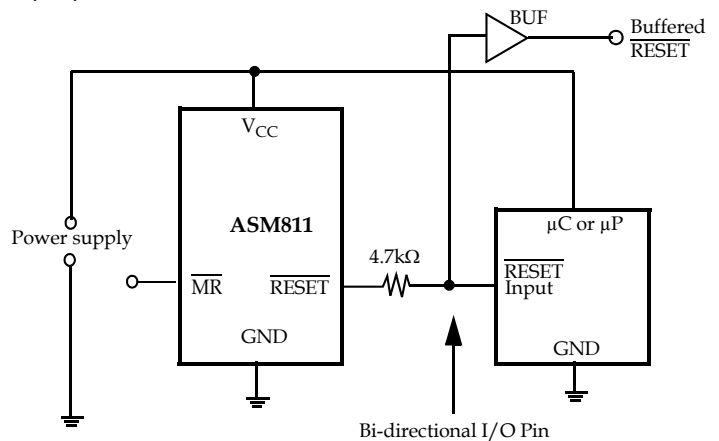 BUF
Buffered
RESET
VCC
μC or μP
ASM811
Power supply
4.7kΩ
MR
RESET
RESET
Input
GND
GND
Bi-directional I/O Pin